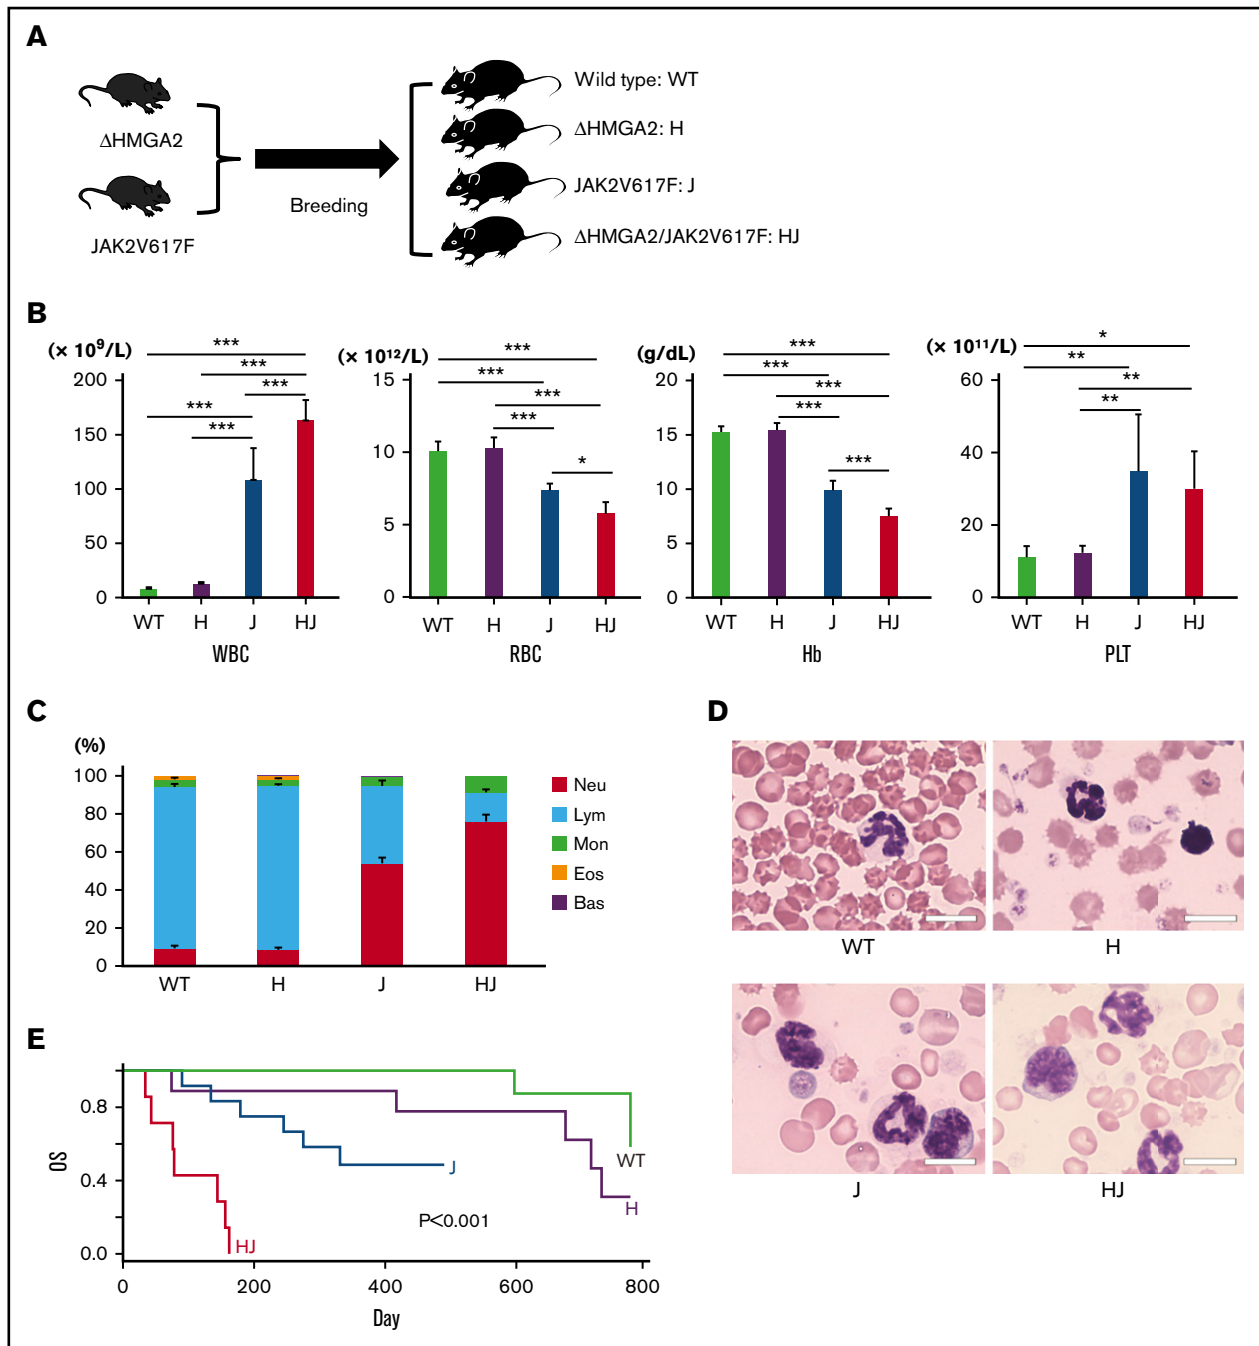 A
ΔHMGA2
JAK2V617F
Breeding
Wild type: WT
ΔHMGA2: H
JAK2V617F: J
ΔHMGA2/JAK2V617F: HJ
B
(× 10⁹/L)
200
150
100
50
0
***
***
***
***
***
WT H J HJ
WBC
(× 10¹²/L)
15
10
5
0
***
***
***
***
*
WT H J HJ
RBC
(g/dL)
20
15
10
5
0
***
***
***
***
***
WT H J HJ
Hb
(× 10¹¹/L)
60
40
20
0
*
**
**
**
WT H J HJ
PLT
C
(%)
100
80
60
40
20
0
WT H J HJ
Neu
Lym
Mon
Eos
Bas
D
WT H
J HJ
E
OS
0.8
0.4
0.0
0 200 400 600 800
Day
HJ
J
WT
H
P<0.001